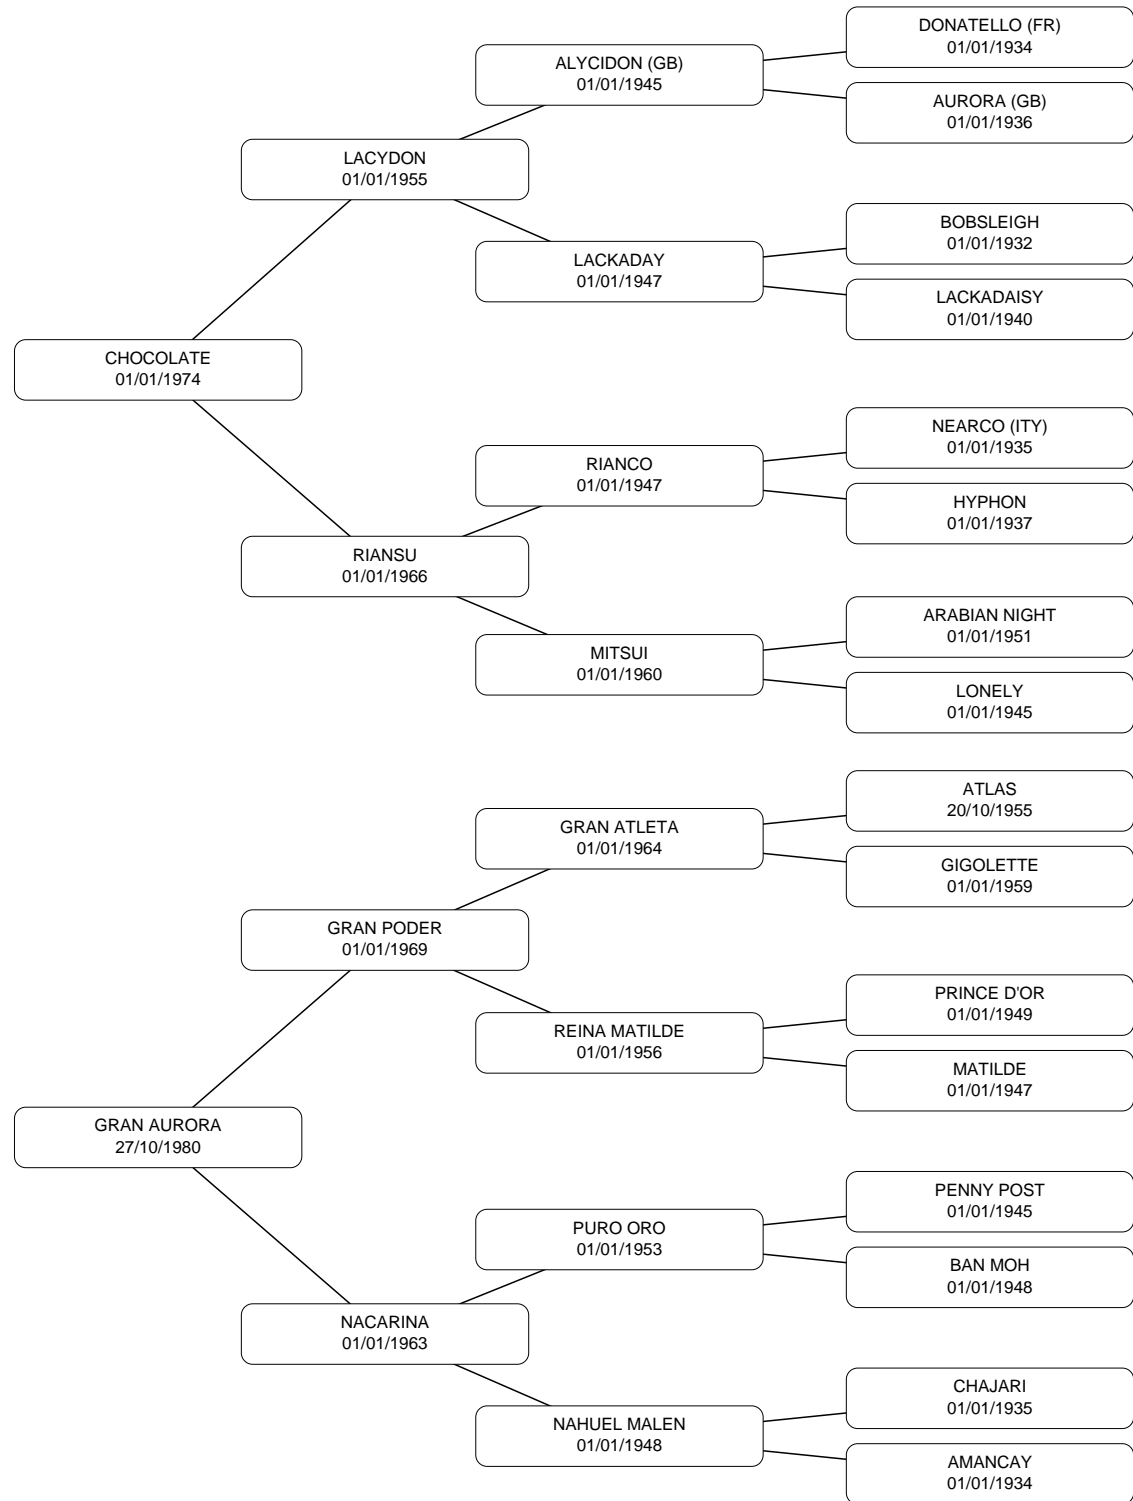 DONATELLO (FR)
01/01/1934
ALYCIDON (GB)
01/01/1945
AURORA (GB)
01/01/1936
LACYDON
01/01/1955
BOBSLEIGH
01/01/1932
LACKADAY
01/01/1947
LACKADAISY
01/01/1940
CHOCOLATE
01/01/1974
NEARCO (ITY)
01/01/1935
RIANCO
01/01/1947
HYPHON
01/01/1937
RIANSU
01/01/1966
ARABIAN NIGHT
01/01/1951
MITSUI
01/01/1960
LONELY
01/01/1945
ATLAS
20/10/1955
GRAN ATLETA
01/01/1964
GIGOLETTE
01/01/1959
GRAN PODER
01/01/1969
PRINCE D'OR
01/01/1949
REINA MATILDE
01/01/1956
MATILDE
01/01/1947
GRAN AURORA
27/10/1980
PENNY POST
01/01/1945
PURO ORO
01/01/1953
BAN MOH
01/01/1948
NACARINA
01/01/1963
CHAJARI
01/01/1935
NAHUEL MALEN
01/01/1948
AMANCAY
01/01/1934